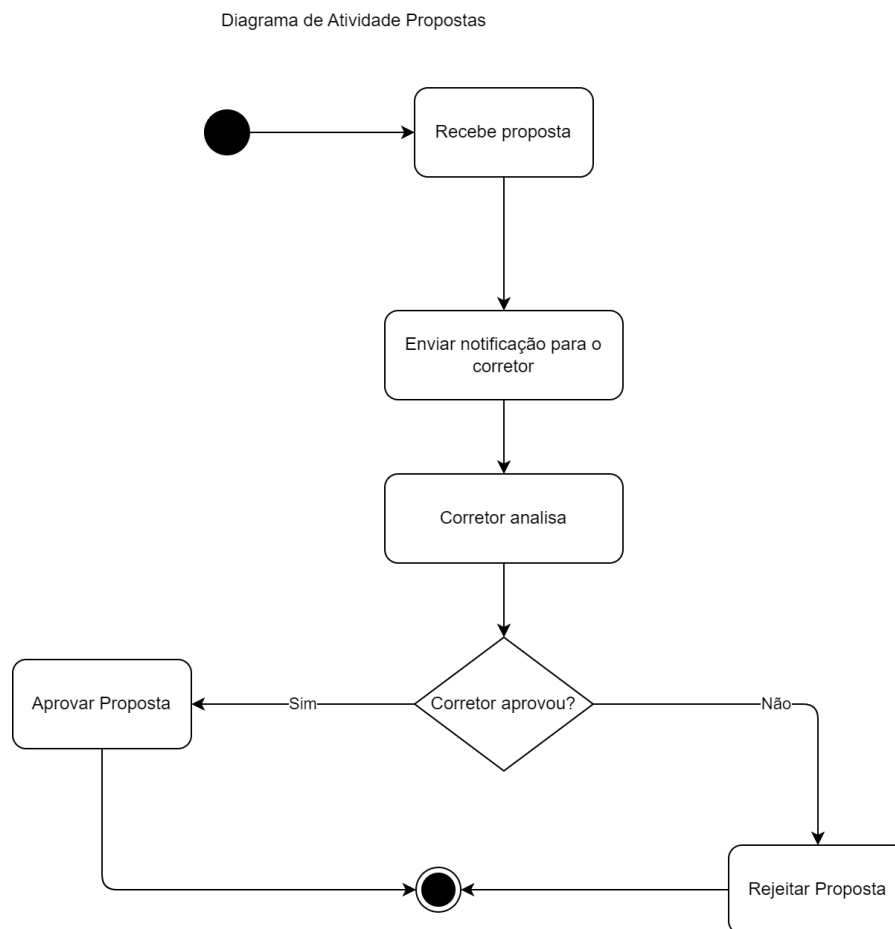 Diagrama de Atividade Propostas
Recebe proposta
Enviar notificação para o
corretor
Corretor analisa
Corretor aprovou?
Sim
Não
Aprovar Proposta
Rejeitar Proposta